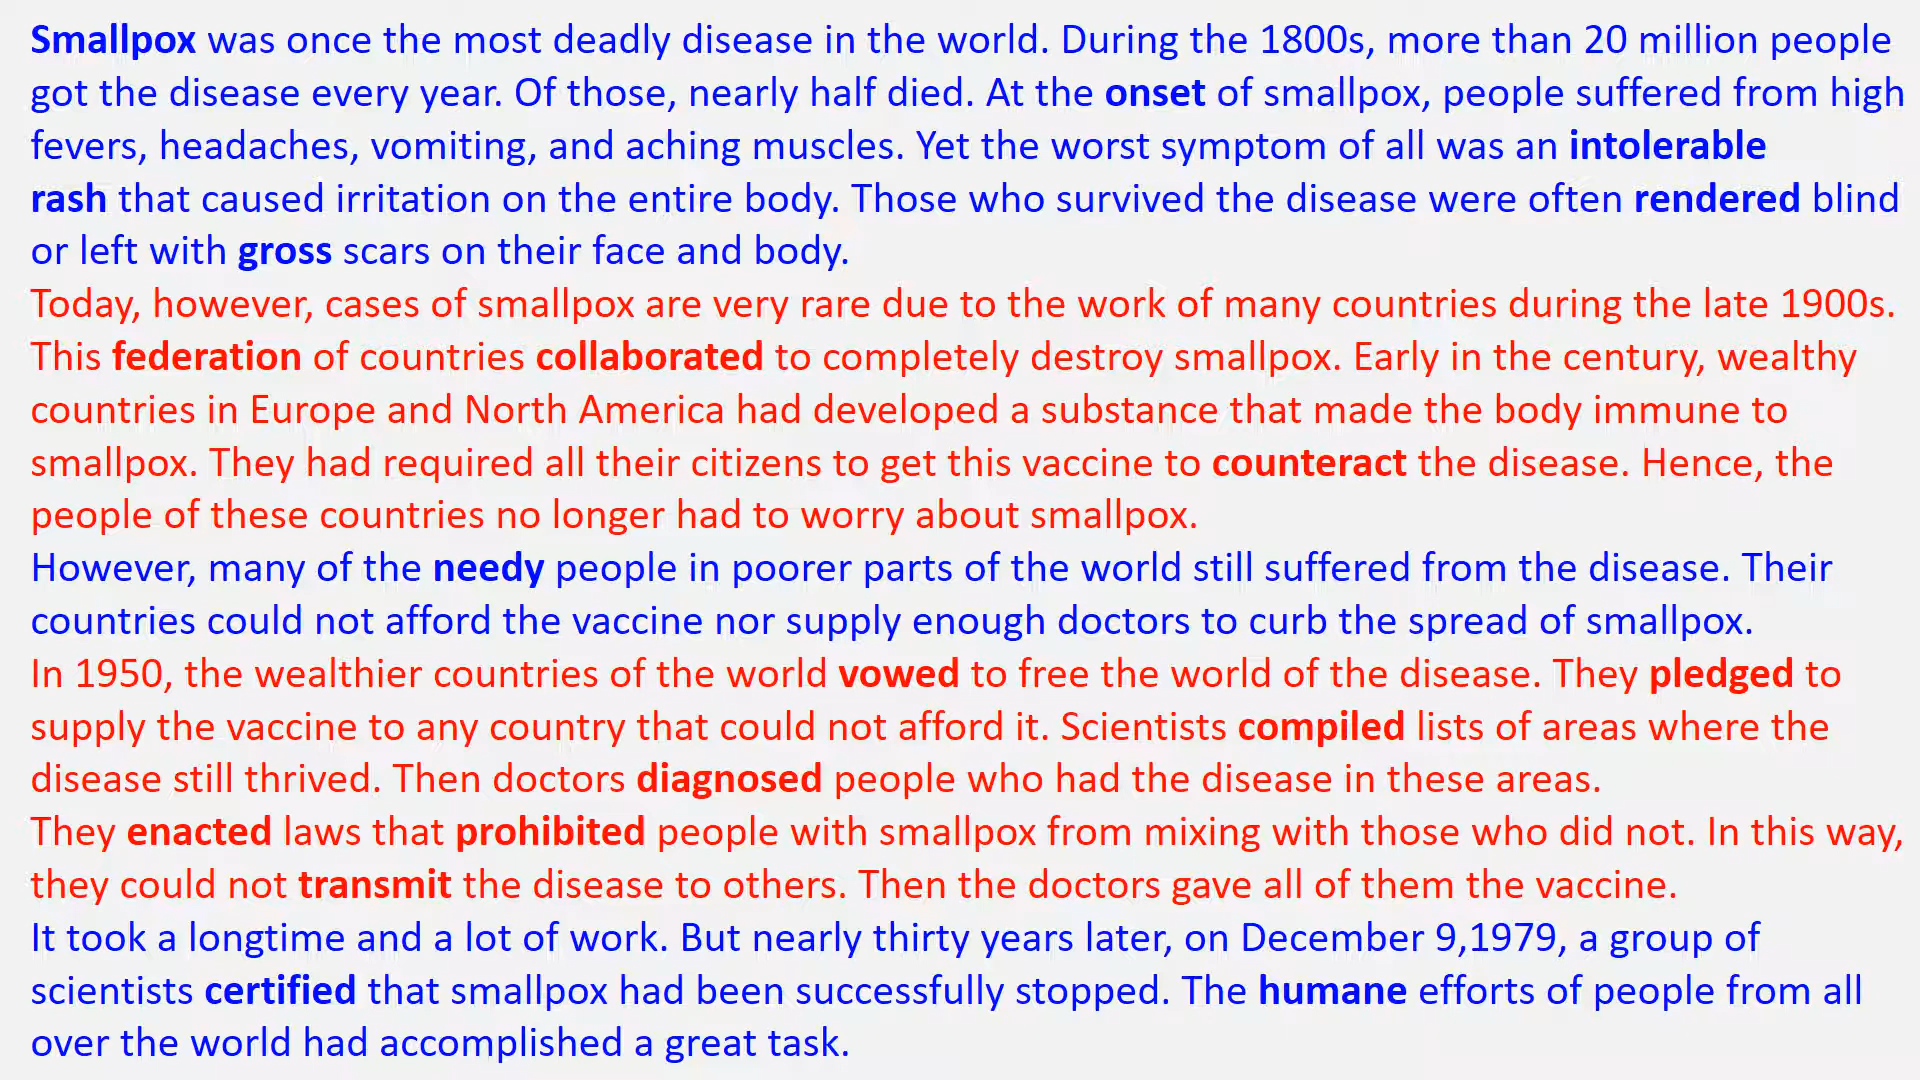 Smallpox was once the most deadly disease in the world. During the 1800s, more than 20 million people
got the disease every year. Of those, nearly half died. At the onset of smallpox, people suffered from high
fevers, headaches, vomiting, and aching muscles. Yet the worst symptom of all was an intolerable
rash that caused irritation on the entire body. Those who survived the disease were often rendered blind
or left with gross scars on their face and body.
Today, however, cases of smallpox are very rare due to the work of many countries during the late 1900s.
This federation of countries collaborated to completely destroy smallpox. Early in the century, wealthy
countries in Europe and North America had developed a substance that made the body immune to
smallpox. They had required all their citizens to get this vaccine to counteract the disease. Hence, the
people of these countries no longer had to worry about smallpox.
However, many of the needy people in poorer parts of the world still suffered from the disease. Their
countries could not afford the vaccine nor supply enough doctors to curb the spread of smallpox.
In 1950, the wealthier countries of the world vowed to free the world of the disease. They pledged to
supply the vaccine to any country that could not afford it. Scientists compiled lists of areas where the
disease still thrived. Then doctors diagnosed people who had the disease in these areas.
They enacted laws that prohibited people with smallpox from mixing with those who did not. In this way,
they could not transmit the disease to others. Then the doctors gave all of them the vaccine.
It took a longtime and a lot of work. But nearly thirty years later, on December 9,1979, a group of
scientists certified that smallpox had been successfully stopped. The humane efforts of people from all
over the world had accomplished a great task.